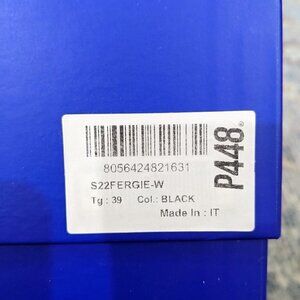 8056424821631
S22FERGIE-W
Tg : 39 Col.: BLACK
Made In : IT
P448®